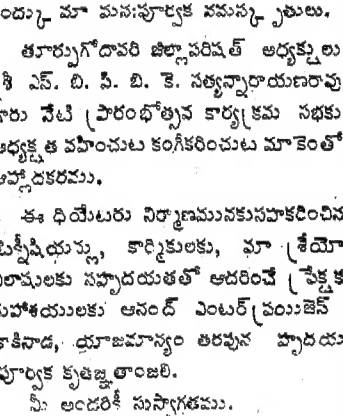 ందుకు మా మనఃపూర్వక నమస్కృతులు.
తూర్పుగోదావరి జిల్లాపరిషత్ అధ్యక్షులు
శ్రీ ఎస్. బి. పి. బి. కె. సత్యన్నారాయణరావు
గారు నేటి ప్రారంభోత్సవ కార్యక్రమ సభకు
అధ్యక్షత వహించుట కంగీకరించుట మాకెంతో
ఆహ్లాదకరము.
ఈ ధియేటరు నిర్మాణమునకుసహకరించిన
టెక్నీషియన్లు, కార్మికులకు, మా శ్రేయో
భిలాషులకు సహృదయతతో ఆదరించే ప్రేక్షక
మహాశయులకు ఆనంద్ ఎంటర్‌ప్రయిజెస్
కాకినాడ, యాజమాన్యం తరపున హృదయ
పూర్వక కృతజ్ఞతాంజలి.
మీ అందరికీ సుస్వాగతము.